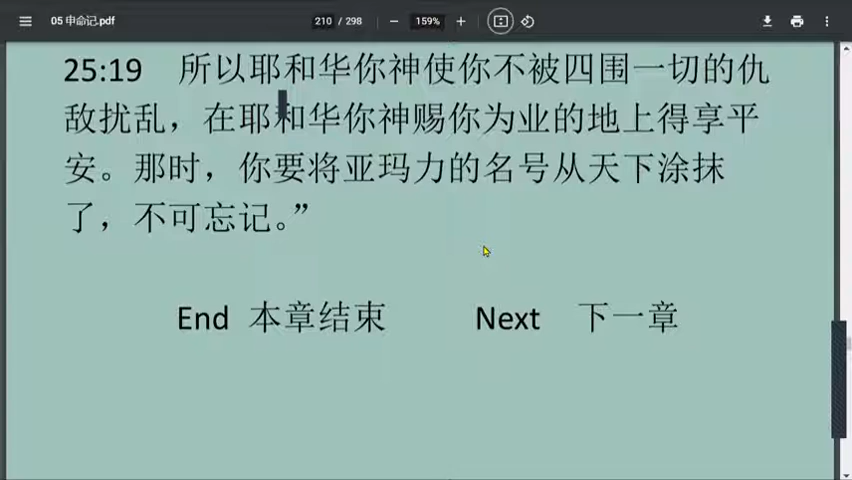 05 申命记.pdf
210 / 298
159%
25:19 所以耶和华你神使你不被四围一切的仇
敌扰乱，在耶和华你神赐你为业的地上得享平
安。那时，你要将亚玛力的名号从天下涂抹
了，不可忘记。”
End 本章结束 Next 下一章